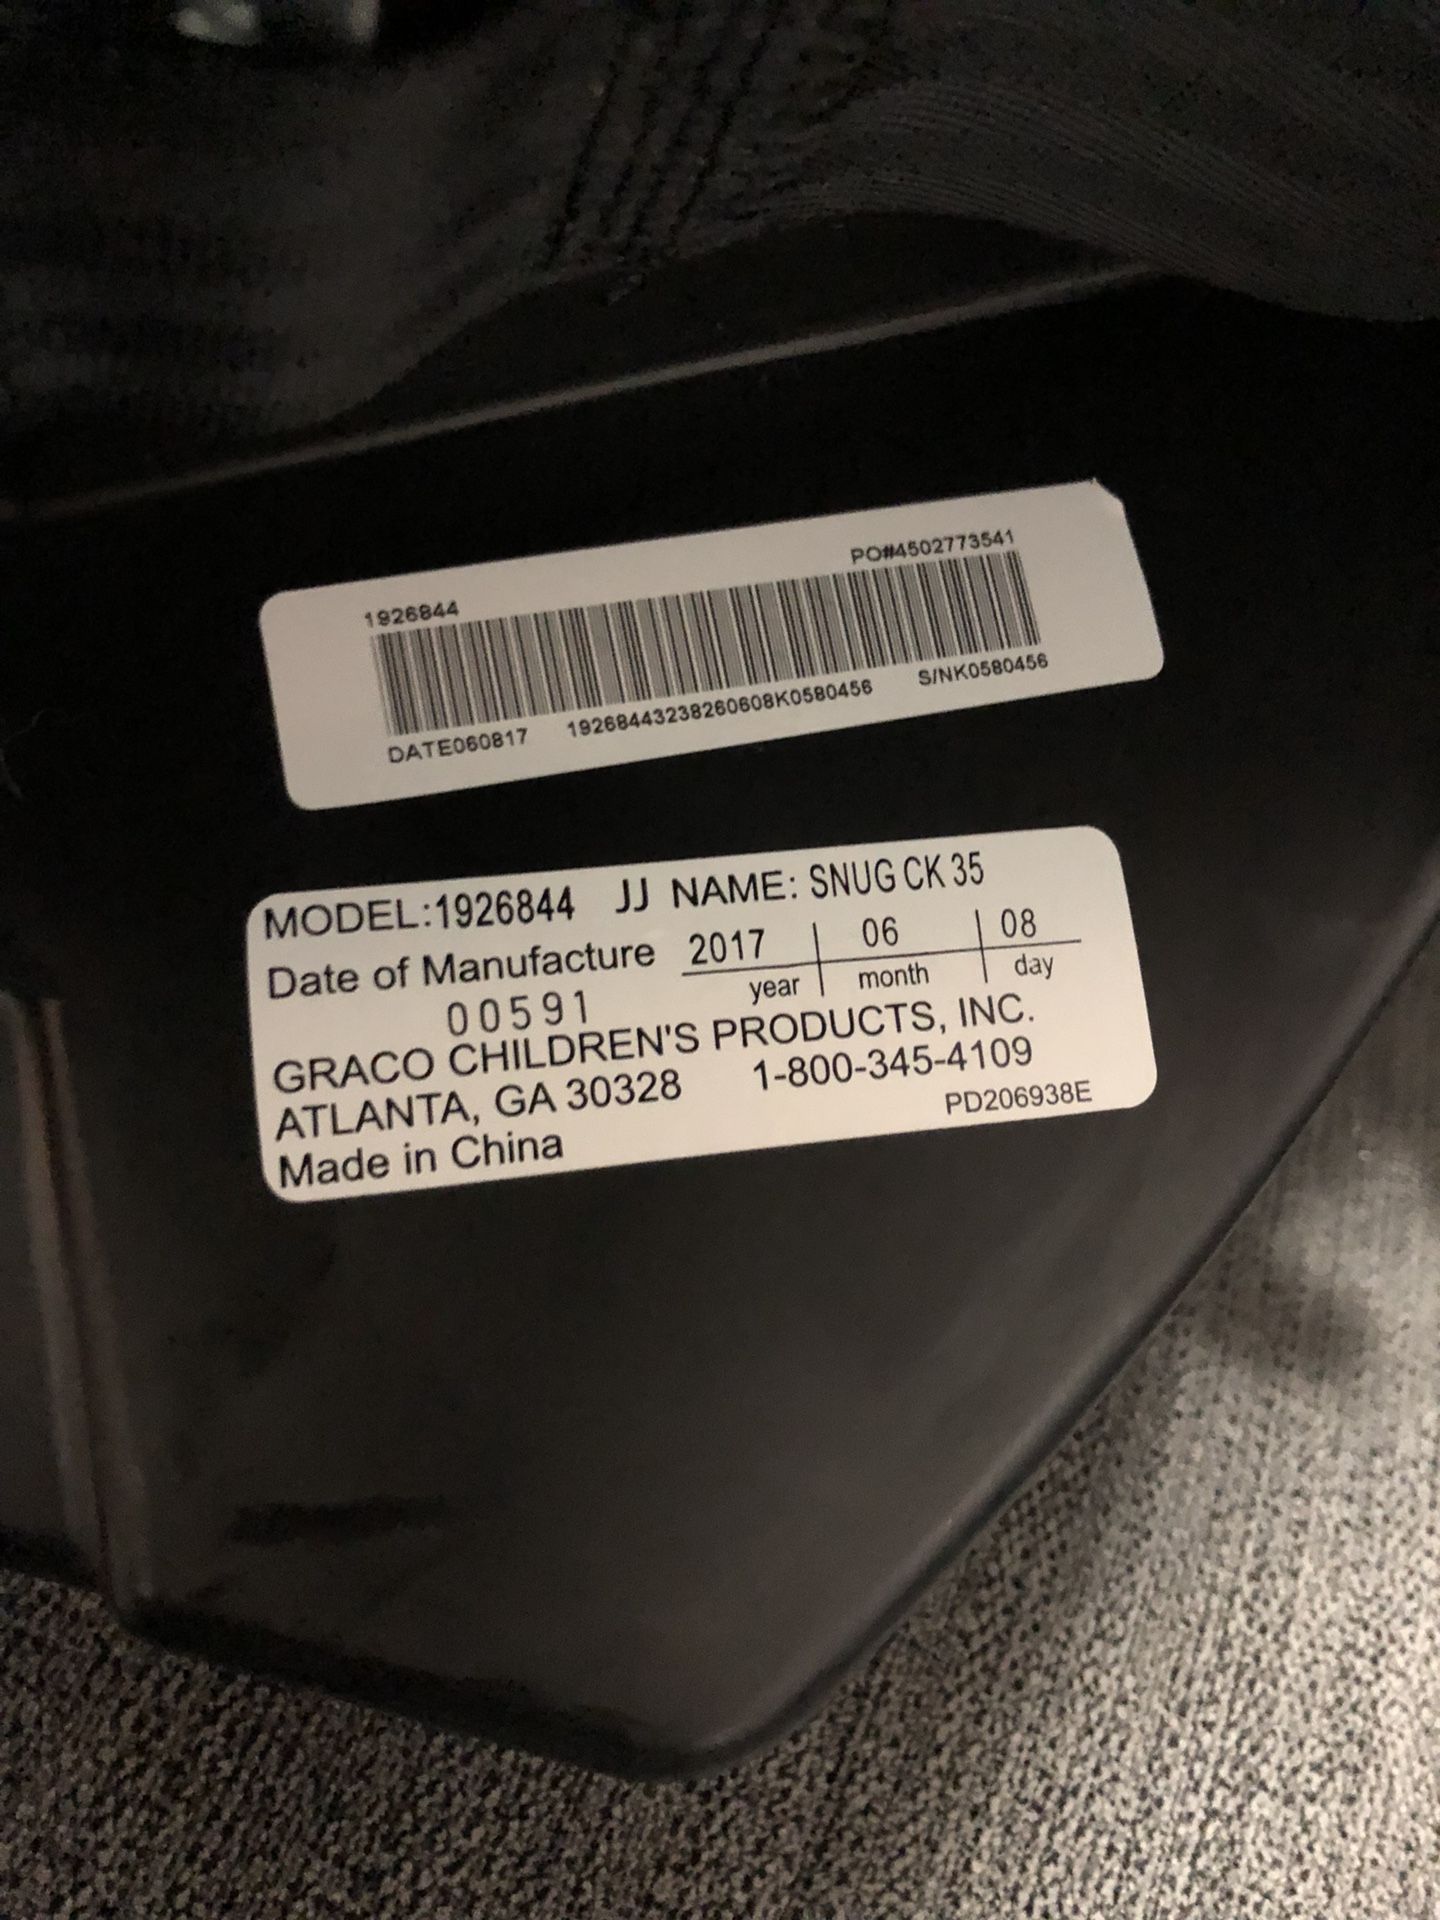 1926844 PO#4502773541
DATE060817 19268443238260608K0580456 S/NK0580456
MODEL:1926844 JJ NAME: SNUG CK 35
Date of Manufacture 2017 06 08
year month day
00591
GRACO CHILDREN'S PRODUCTS, INC.
ATLANTA, GA 30328 1-800-345-4109
Made in China PD206938E